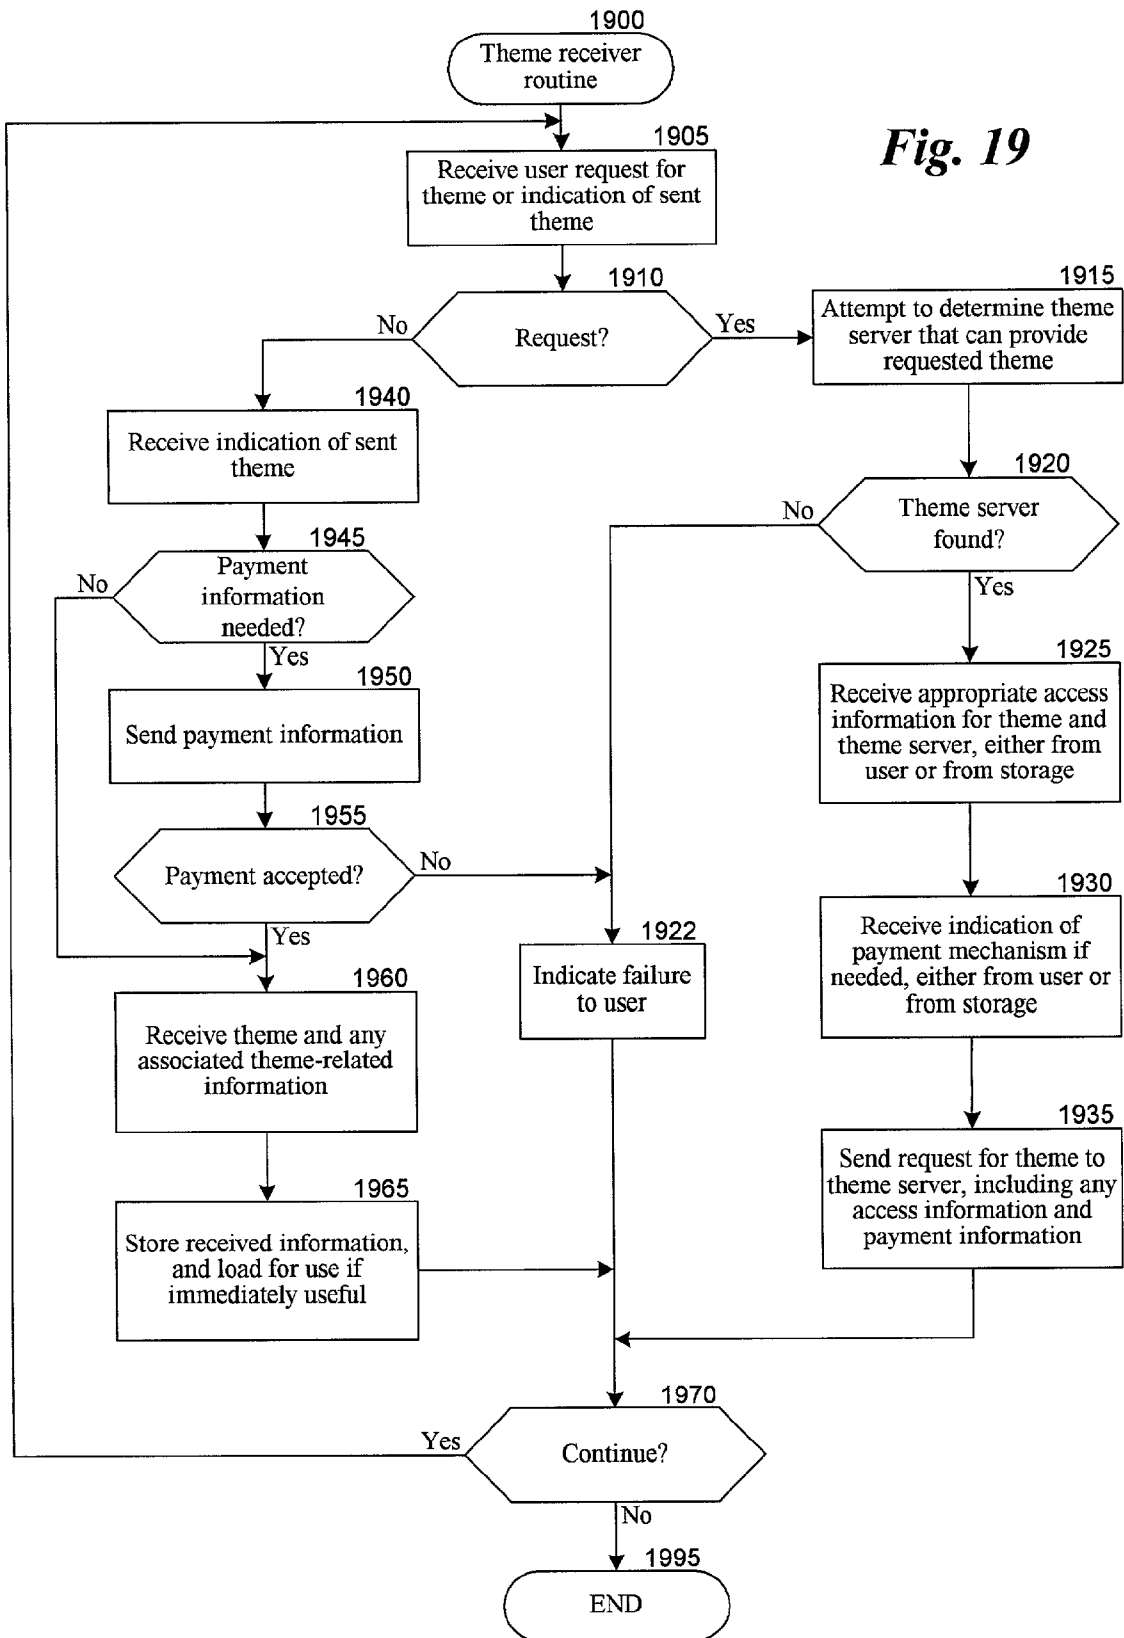 1900
Theme receiver
routine
Fig. 19
1905
Receive user request for
theme or indication of sent
theme
1910
Request?
No
Yes
1915
Attempt to determine theme
server that can provide
requested theme
1940
Receive indication of sent
theme
1920
Theme server
found?
No
Yes
1945
Payment
information
needed?
No
Yes
1950
Send payment information
1925
Receive appropriate access
information for theme and
theme server, either from
user or from storage
1955
Payment accepted?
No
Yes
1930
Receive indication of
payment mechanism if
needed, either from user or
from storage
1922
Indicate failure
to user
1960
Receive theme and any
associated theme-related
information
1935
Send request for theme to
theme server, including any
access information and
payment information
1965
Store received information,
and load for use if
immediately useful
1970
Continue?
Yes
No
1995
END